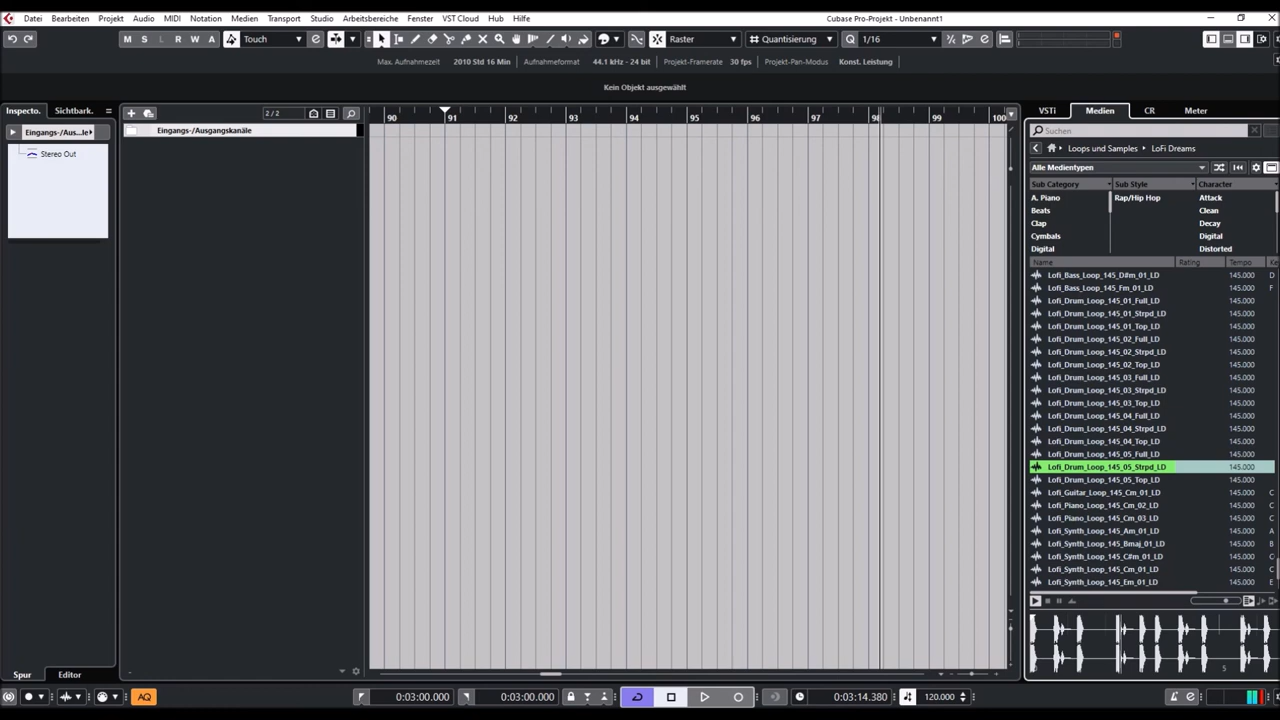 Datei Bearbeiten Projekt Audio MIDI Notation Medien Transport Studio Arbeitsbereiche Fenster VST Cloud Hub Hilfe Cubase Pro-Projekt - Unbenannt1
M S L R W A Touch e Raster Quantisierung Q 1/16
Max. Aufnahmezeit 2010 Std 16 Min Aufnahmeformat 44.1 kHz - 24 bit Projekt-Framerate 30 fps Projekt-Pan-Modus Konst. Leistung
Kein Objekt ausgewählt
Inspecto. Sichtbark. 2 / 2 90 91 92 93 94 95 96 97 98 99 100 VSTi Medien CR Meter
Eingangs-/Aus...le Eingangs-/Ausgangskanäle Suchen
Stereo Out Loops und Samples LoFi Dreams
Alle Medientypen
Sub Category Sub Style Character
A. Piano Rap/Hip Hop Attack
Beats Clean
Clap Decay
Cymbals Digital
Digital Distorted
Name Rating Tempo Ke
Lofi_Bass_Loop_145_D#m_01_LD 145.000 D
Lofi_Bass_Loop_145_Fm_01_LD 145.000 F
Lofi_Drum_Loop_145_01_Full_LD 145.000
Lofi_Drum_Loop_145_01_Strpd_LD 145.000
Lofi_Drum_Loop_145_01_Top_LD 145.000
Lofi_Drum_Loop_145_02_Full_LD 145.000
Lofi_Drum_Loop_145_02_Strpd_LD 145.000
Lofi_Drum_Loop_145_02_Top_LD 145.000
Lofi_Drum_Loop_145_03_Full_LD 145.000
Lofi_Drum_Loop_145_03_Strpd_LD 145.000
Lofi_Drum_Loop_145_03_Top_LD 145.000
Lofi_Drum_Loop_145_04_Full_LD 145.000
Lofi_Drum_Loop_145_04_Strpd_LD 145.000
Lofi_Drum_Loop_145_04_Top_LD 145.000
Lofi_Drum_Loop_145_05_Full_LD 145.000
Lofi_Drum_Loop_145_05_Strpd_LD 145.000
Lofi_Drum_Loop_145_05_Top_LD 145.000
Lofi_Guitar_Loop_145_Cm_01_LD 145.000 C
Lofi_Piano_Loop_145_Cm_02_LD 145.000 C
Lofi_Piano_Loop_145_Cm_03_LD 145.000 C
Lofi_Synth_Loop_145_Am_01_LD 145.000 A
Lofi_Synth_Loop_145_Bmaj_01_LD 145.000 B
Lofi_Synth_Loop_145_C#m_01_LD 145.000 C
Lofi_Synth_Loop_145_Cm_01_LD 145.000 C
Lofi_Synth_Loop_145_Em_01_LD 145.000 E
5
Spur Editor
AQ 0:03:00.000 0:03:00.000 0:03:14.380 120.000